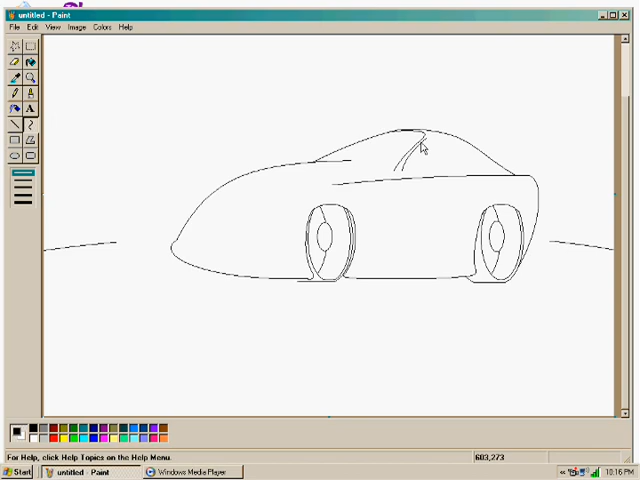 untitled - Paint
File Edit View Image Colors Help
A
For Help, click Help Topics on the Help Menu.
603,273
Start
untitled - Paint
Windows Media Player
«
10:16 PM